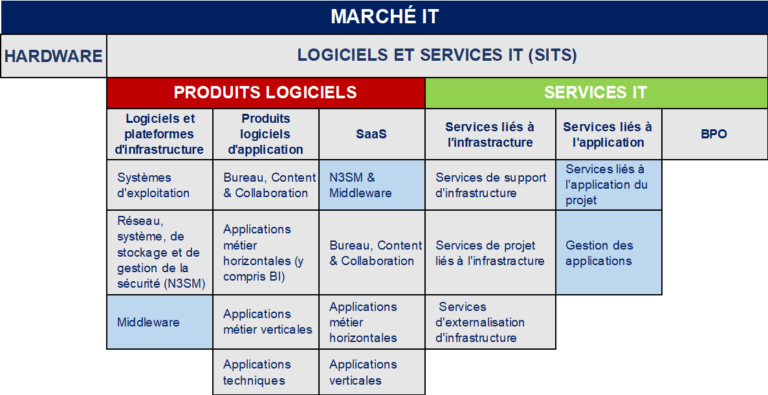 MARCHÉ IT
HARDWARE
LOGICIELS ET SERVICES IT (SITS)
PRODUITS LOGICIELS
SERVICES IT
Logiciels et
plateformes
d'infrastructure
Produits
logiciels
d'application
SaaS
Services liés à
l'infrastracture
Services liés à
l'application
BPO
Systèmes
d'exploitation
Bureau, Content
& Collaboration
N3SM &
Middleware
Services de support
d'infrastructure
Services liés à
l'application du
projet
Réseau,
système, de
stockage et de
gestion de la
sécurité (N3SM)
Applications
métier
horizontales (y
compris BI)
Bureau, Content
& Collaboration
Services de projet
liés à l'infrastracture
Gestion des
applications
Middleware
Applications
métier verticales
Applications
métier
horizontales
Services
d'externalisation
d'infrastructure
Applications
techniques
Applications
verticales